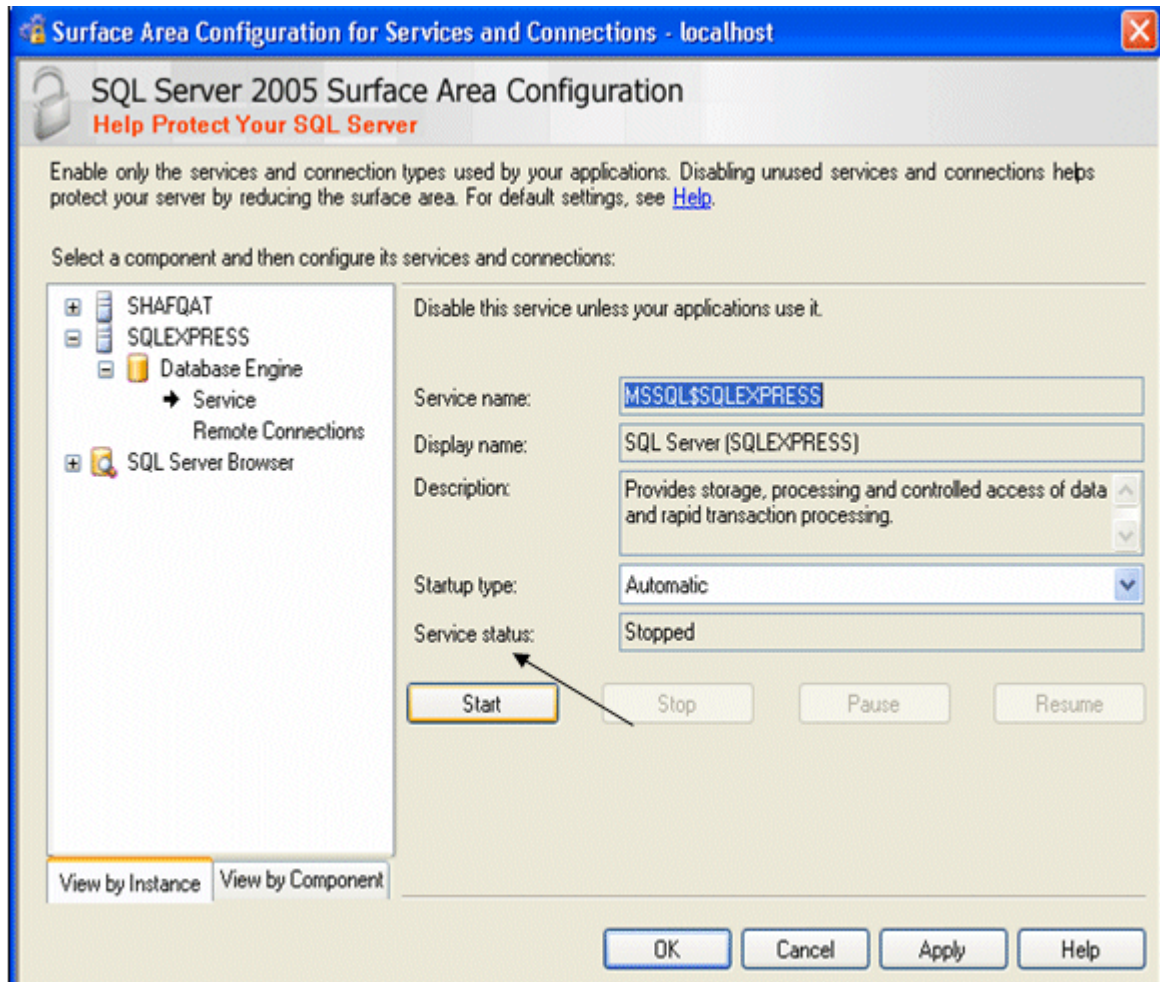 Surface Area Configuration for Services and Connections - localhost
SQL Server 2005 Surface Area Configuration
Help Protect Your SQL Server
Enable only the services and connection types used by your applications. Disabling unused services and connections helps
protect your server by reducing the surface area. For default settings, see Help.
Select a component and then configure its services and connections:
SHAFQAT
SQLEXPRESS
Database Engine
Service
Remote Connections
SQL Server Browser
View by Instance
View by Component
Disable this service unless your applications use it.
Service name: MSSQL$SQLEXPRESS
Display name: SQL Server (SQLEXPRESS)
Description: Provides storage, processing and controlled access of data
and rapid transaction processing.
Startup type: Automatic
Service status: Stopped
Start Stop Pause Resume
OK Cancel Apply Help